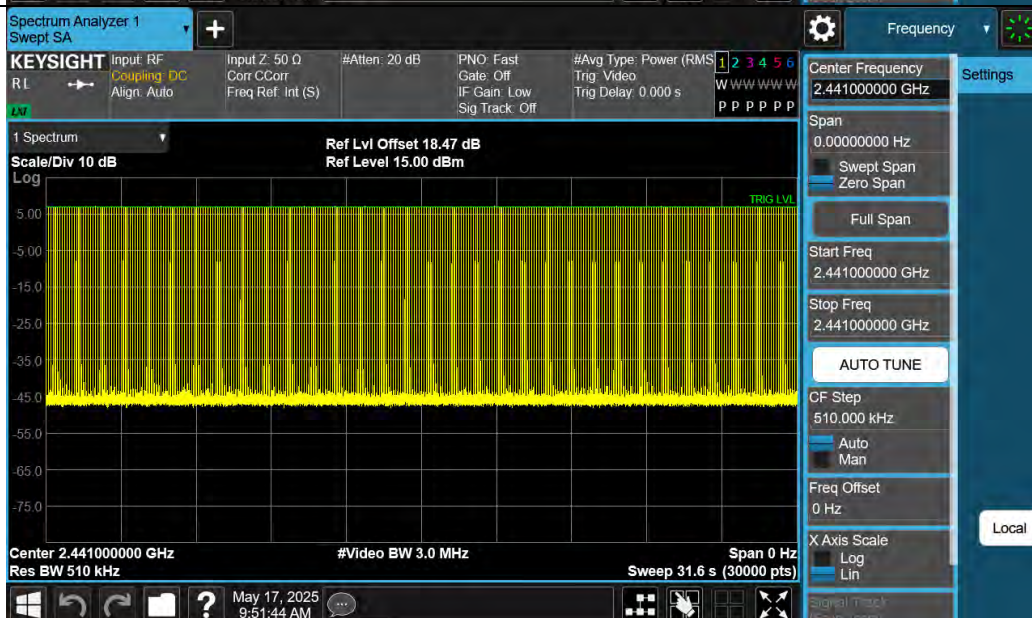 Spectrum Analyzer 1
Swept SA
+
Frequency
KEYSIGHT
Input: RF
Coupling: DC
Align: Auto
Input Z: 50 Ω
Corr CCorr
Freq Ref: Int (S)
#Atten: 20 dB
PNO: Fast
Gate: Off
IF Gain: Low
Sig Track: Off
#Avg Type: Power (RMS
Trig: Video
Trig Delay: 0.000 s
1 2 3 4 5 6
W W W W W W
P P P P P P
R L
LXI
Center Frequency
2.441000000 GHz
Settings
Span
0.00000000 Hz
Swept Span
Zero Span
Full Span
Start Freq
2.441000000 GHz
Stop Freq
2.441000000 GHz
AUTO TUNE
CF Step
510.000 kHz
Auto
Man
Freq Offset
0 Hz
X Axis Scale
Log
Lin
Signal Track
Local
1 Spectrum
Scale/Div 10 dB
Log
Ref Lvl Offset 18.47 dB
Ref Level 15.00 dBm
TRIG LVL
5.00
-5.00
-15.0
-25.0
-35.0
-45.0
-55.0
-65.0
-75.0
Center 2.441000000 GHz
Res BW 510 kHz
#Video BW 3.0 MHz
Span 0 Hz
Sweep 31.6 s (30000 pts)
?
May 17, 2025
9:51:44 AM